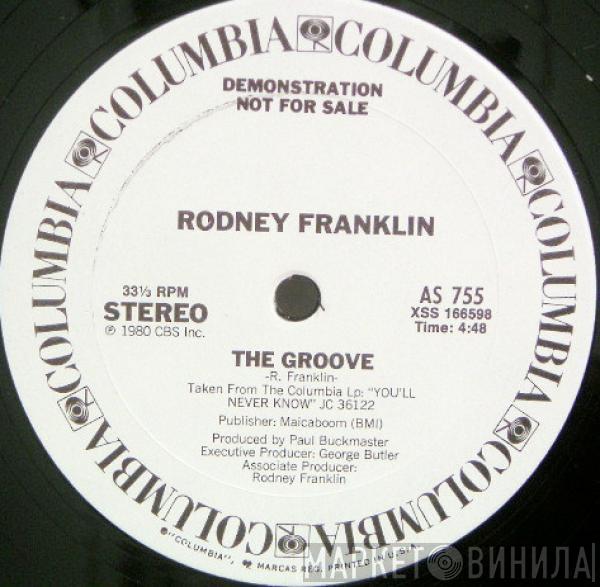 COLUMBIA COLUMBIA COLUMBIA COLUMBIA COLUMBIA COLUMBIA COLUMBIA
DEMONSTRATION
NOT FOR SALE
RODNEY FRANKLIN
33⅓ RPM
STEREO
℗ 1980 CBS Inc.
AS 755
XSS 166598
Time: 4:48
THE GROOVE
-R. Franklin-
Taken From The Columbia Lp: "YOU'LL
NEVER KNOW" JC 36122
Publisher: Maicaboom (BMI)
Produced by Paul Buckmaster
Executive Producer: George Butler
Associate Producer:
Rodney Franklin
®"COLUMBIA", MARCAS REG. PRINTED IN U.S.A.
МАРКЕТ ВИНИЛА